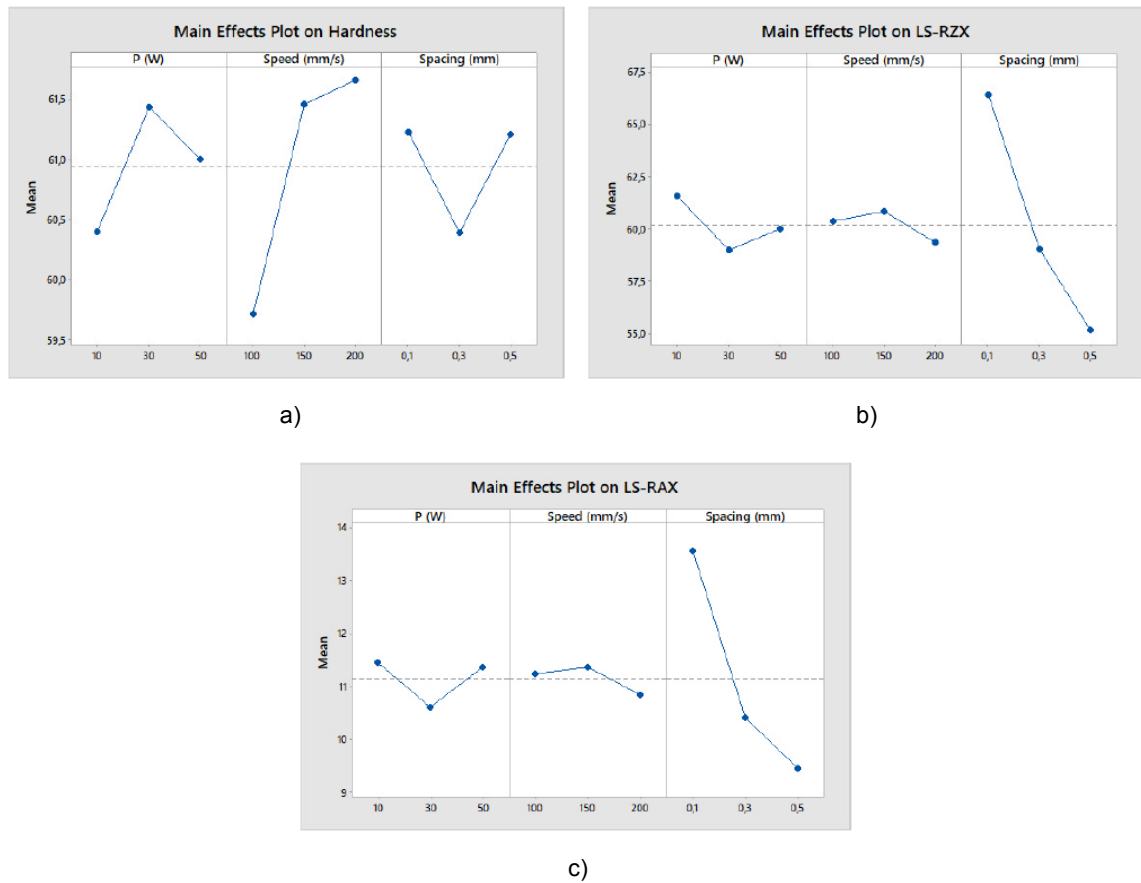 Main Effects Plot on Hardness
P (W) Speed (mm/s) Spacing (mm)
61,5
61,0
60,5
60,0
59,5
Mean
10 30 50 100 150 200 0,1 0,3 0,5
a)
Main Effects Plot on LS-RZX
P (W) Speed (mm/s) Spacing (mm)
67,5
65,0
62,5
60,0
57,5
55,0
Mean
10 30 50 100 150 200 0,1 0,3 0,5
b)
Main Effects Plot on LS-RAX
P (W) Speed (mm/s) Spacing (mm)
14
13
12
11
10
9
Mean
10 30 50 100 150 200 0,1 0,3 0,5
c)